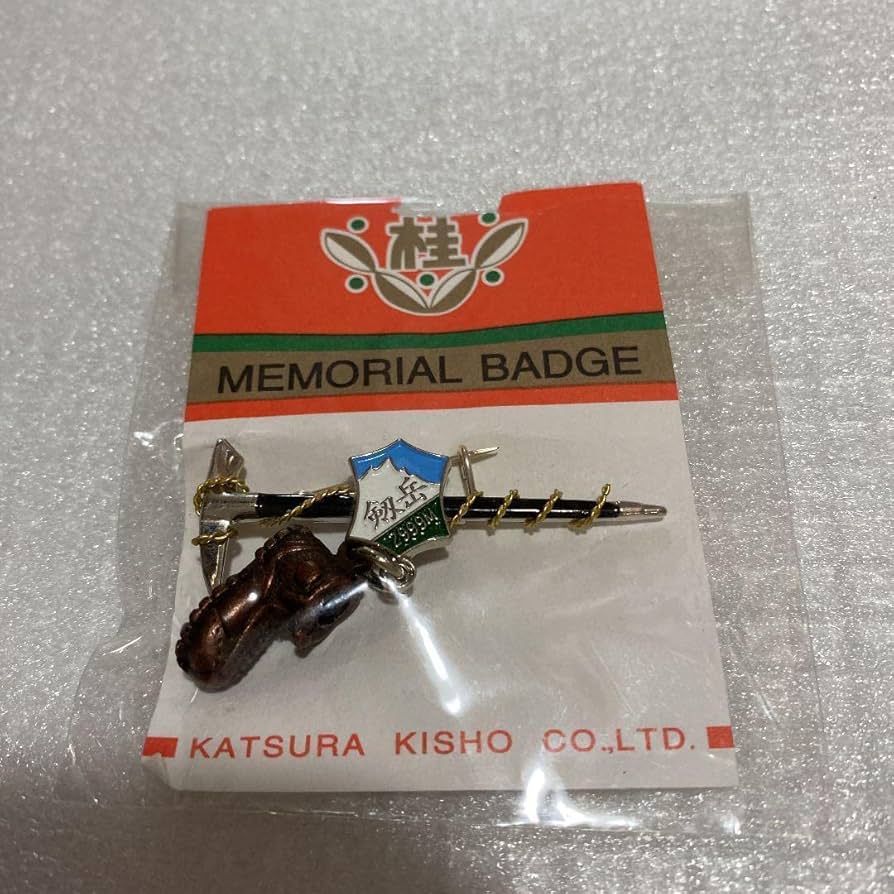 桂
MEMORIAL BADGE
剱岳
2999M
KATSURA KISHO CO.,LTD.